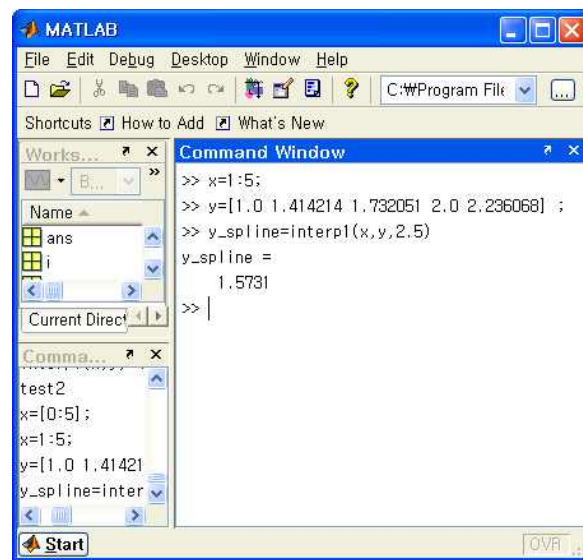 MATLAB
File Edit Debug Desktop Window Help
C:₩Program File
Shortcuts How to Add What's New
Works...
B...
Name
ans
i
Current Direct
Comma...
test2
x=[0:5];
x=1:5;
y=[1.0 1.41421
y_spline=inter
Command Window
>> x=1:5;
>> y=[1.0 1.414214 1.732051 2.0 2.236068] ;
>> y_spline=interp1(x,y,2.5)
y_spline =
1.5731
>>
Start
OVR